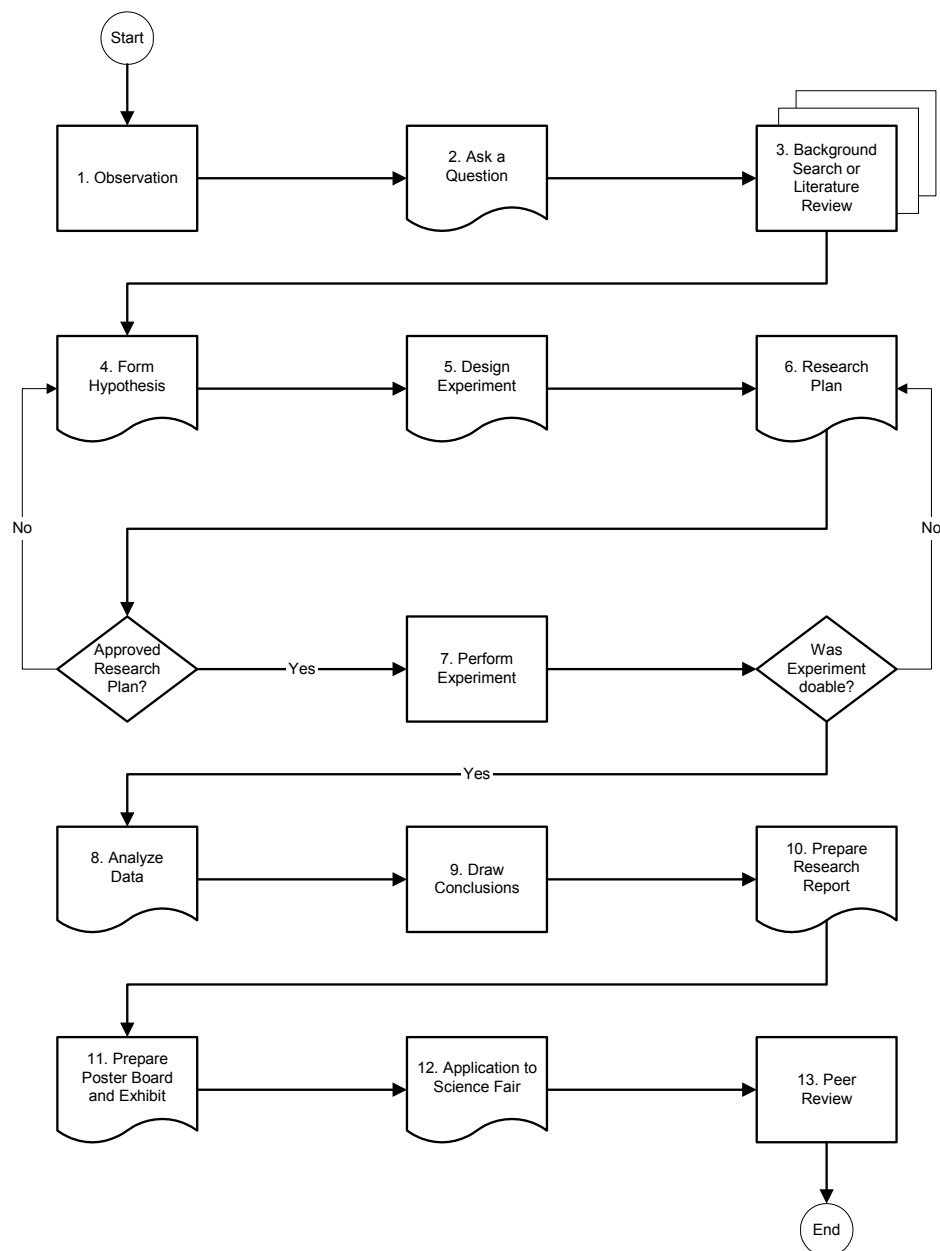 Start
1. Observation
2. Ask a
Question
3. Background
Search or
Literature
Review
4. Form
Hypothesis
5. Design
Experiment
6. Research
Plan
No
No
Approved
Research
Plan?
Yes
7. Perform
Experiment
Was
Experiment
doable?
Yes
8. Analyze
Data
9. Draw
Conclusions
10. Prepare
Research
Report
11. Prepare
Poster Board
and Exhibit
12. Application to
Science Fair
13. Peer
Review
End